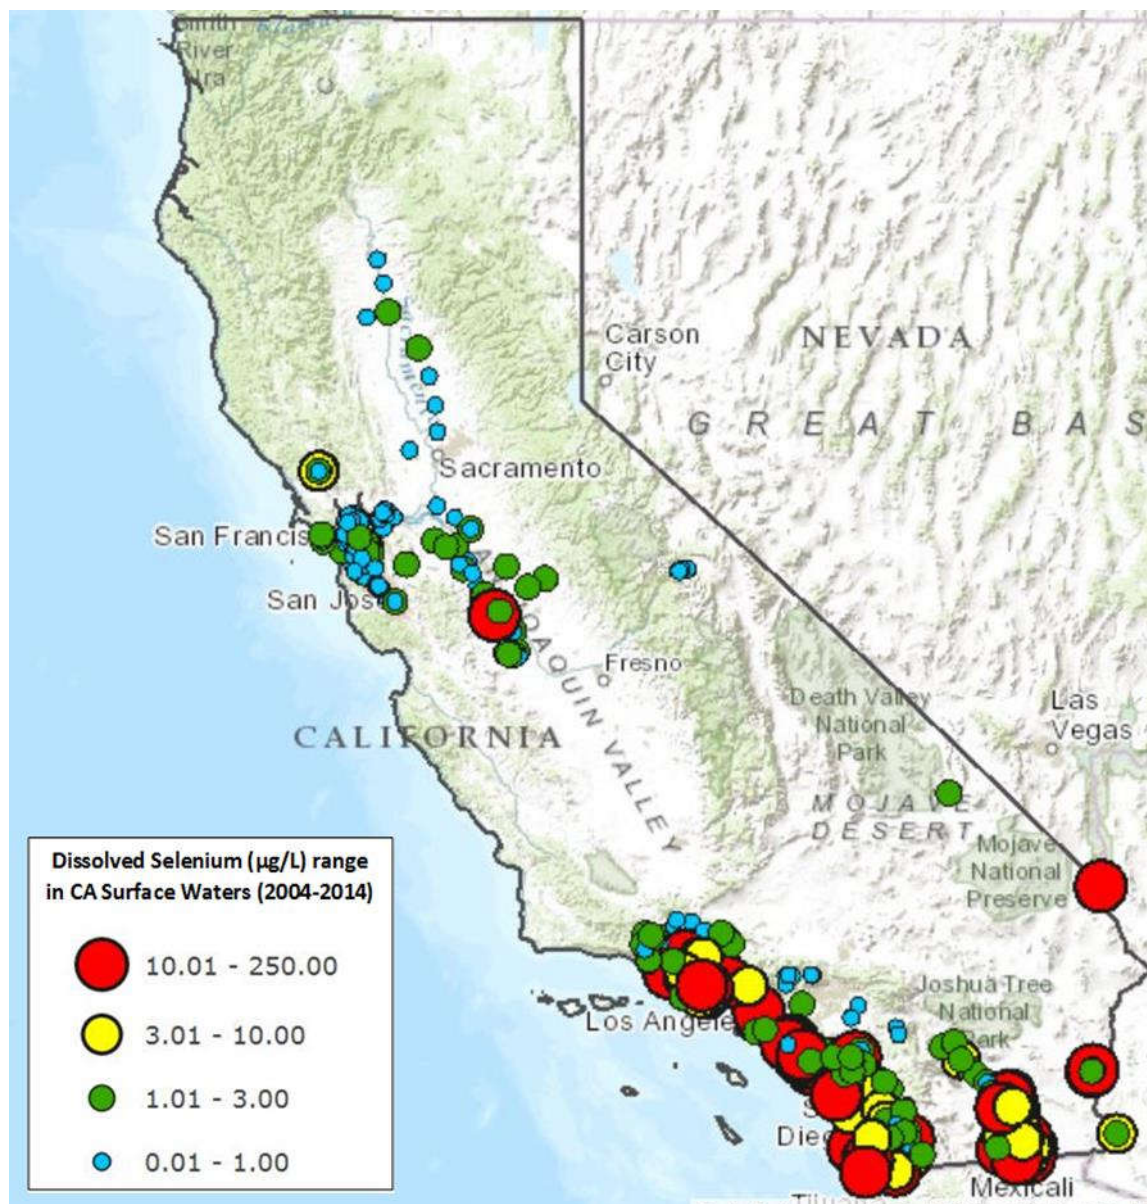 Smith
River
Carson
City
NEVADA
GREAT BAS
Sacramento
San Francis
San Jos
SAN JOAQUIN VALLEY
Fresno
CALIFORNIA
Death Valley
National
Park
Las
Vegas
MOJAVE
DESERT
Mojave
National
Preserve
Joshua Tree
National
Park
Los Angele
S
Dieg
Mexicali
Dissolved Selenium (µg/L) range
in CA Surface Waters (2004-2014)
10.01 - 250.00
3.01 - 10.00
1.01 - 3.00
0.01 - 1.00